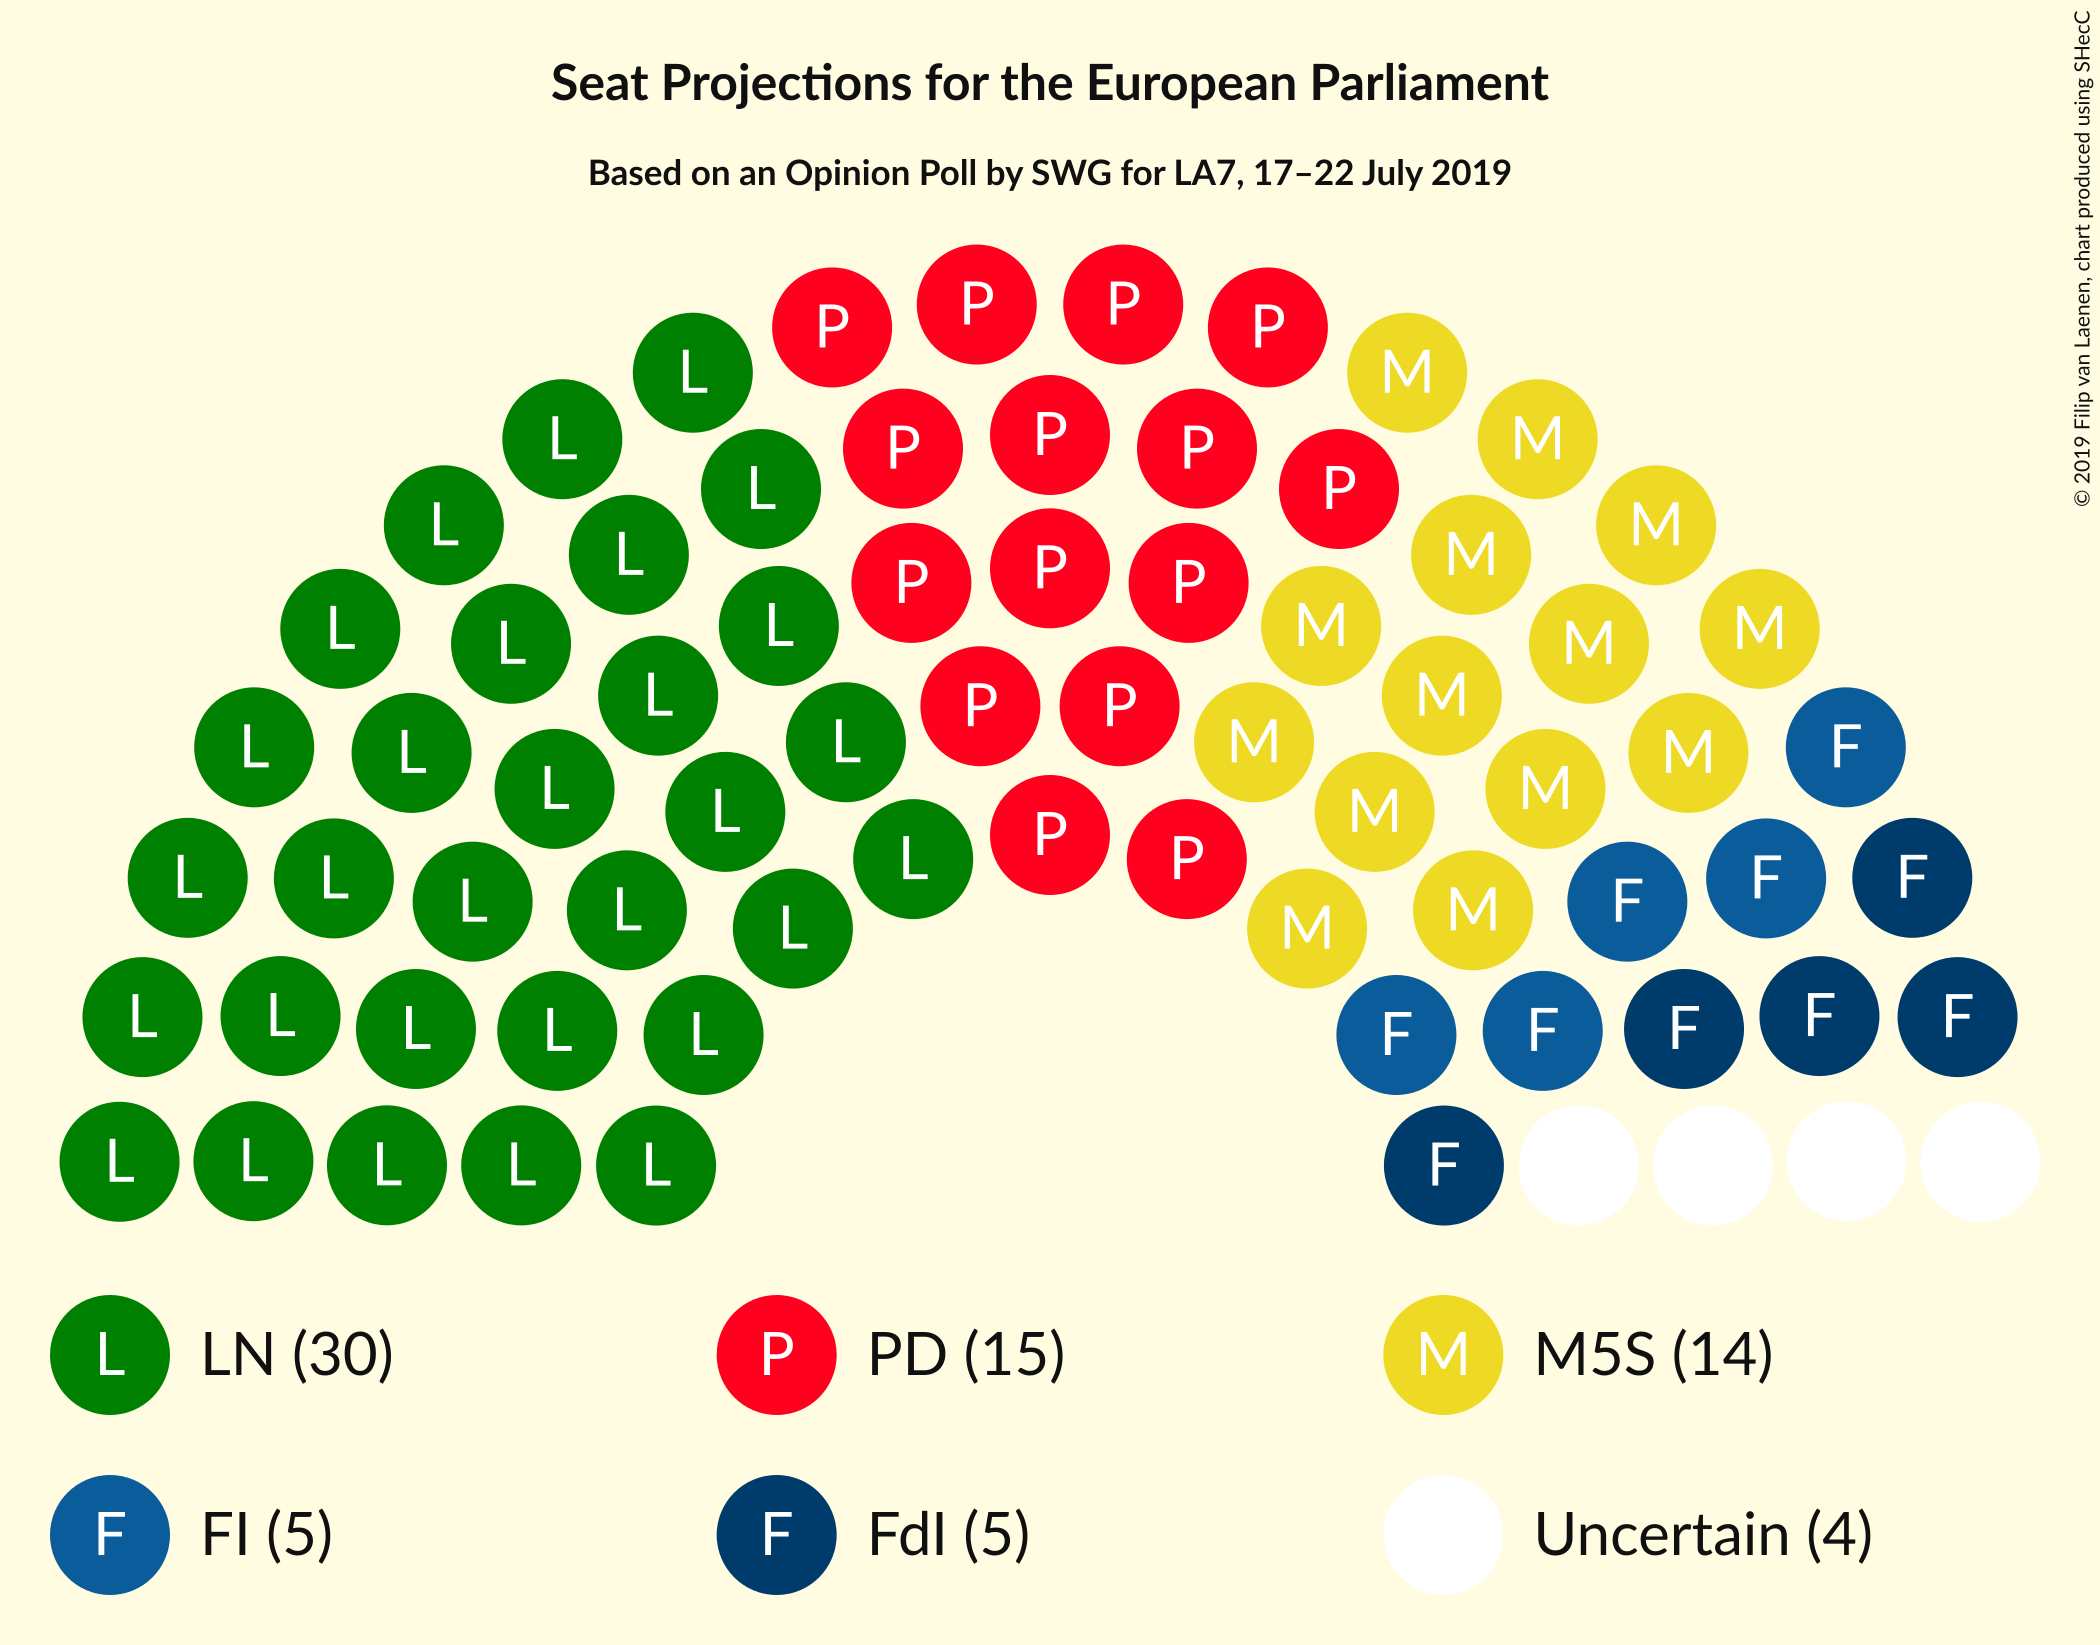 Seat Projections for the European Parliament
Based on an Opinion Poll by SWG for LA7, 17–22 July 2019
© 2019 Filip van Laenen, chart produced using SHecC
P P P P
L M
L P P P M
L P
L M
L M
P P P
L L M M
L M
L P P M
L L L M M F
L M
L M
P
L P
L L F F
L L M F
L M
L L L L L F F F F F
L L L L L F
L LN (30)
P PD (15)
M M5S (14)
F FI (5)
F FdI (5)
Uncertain (4)